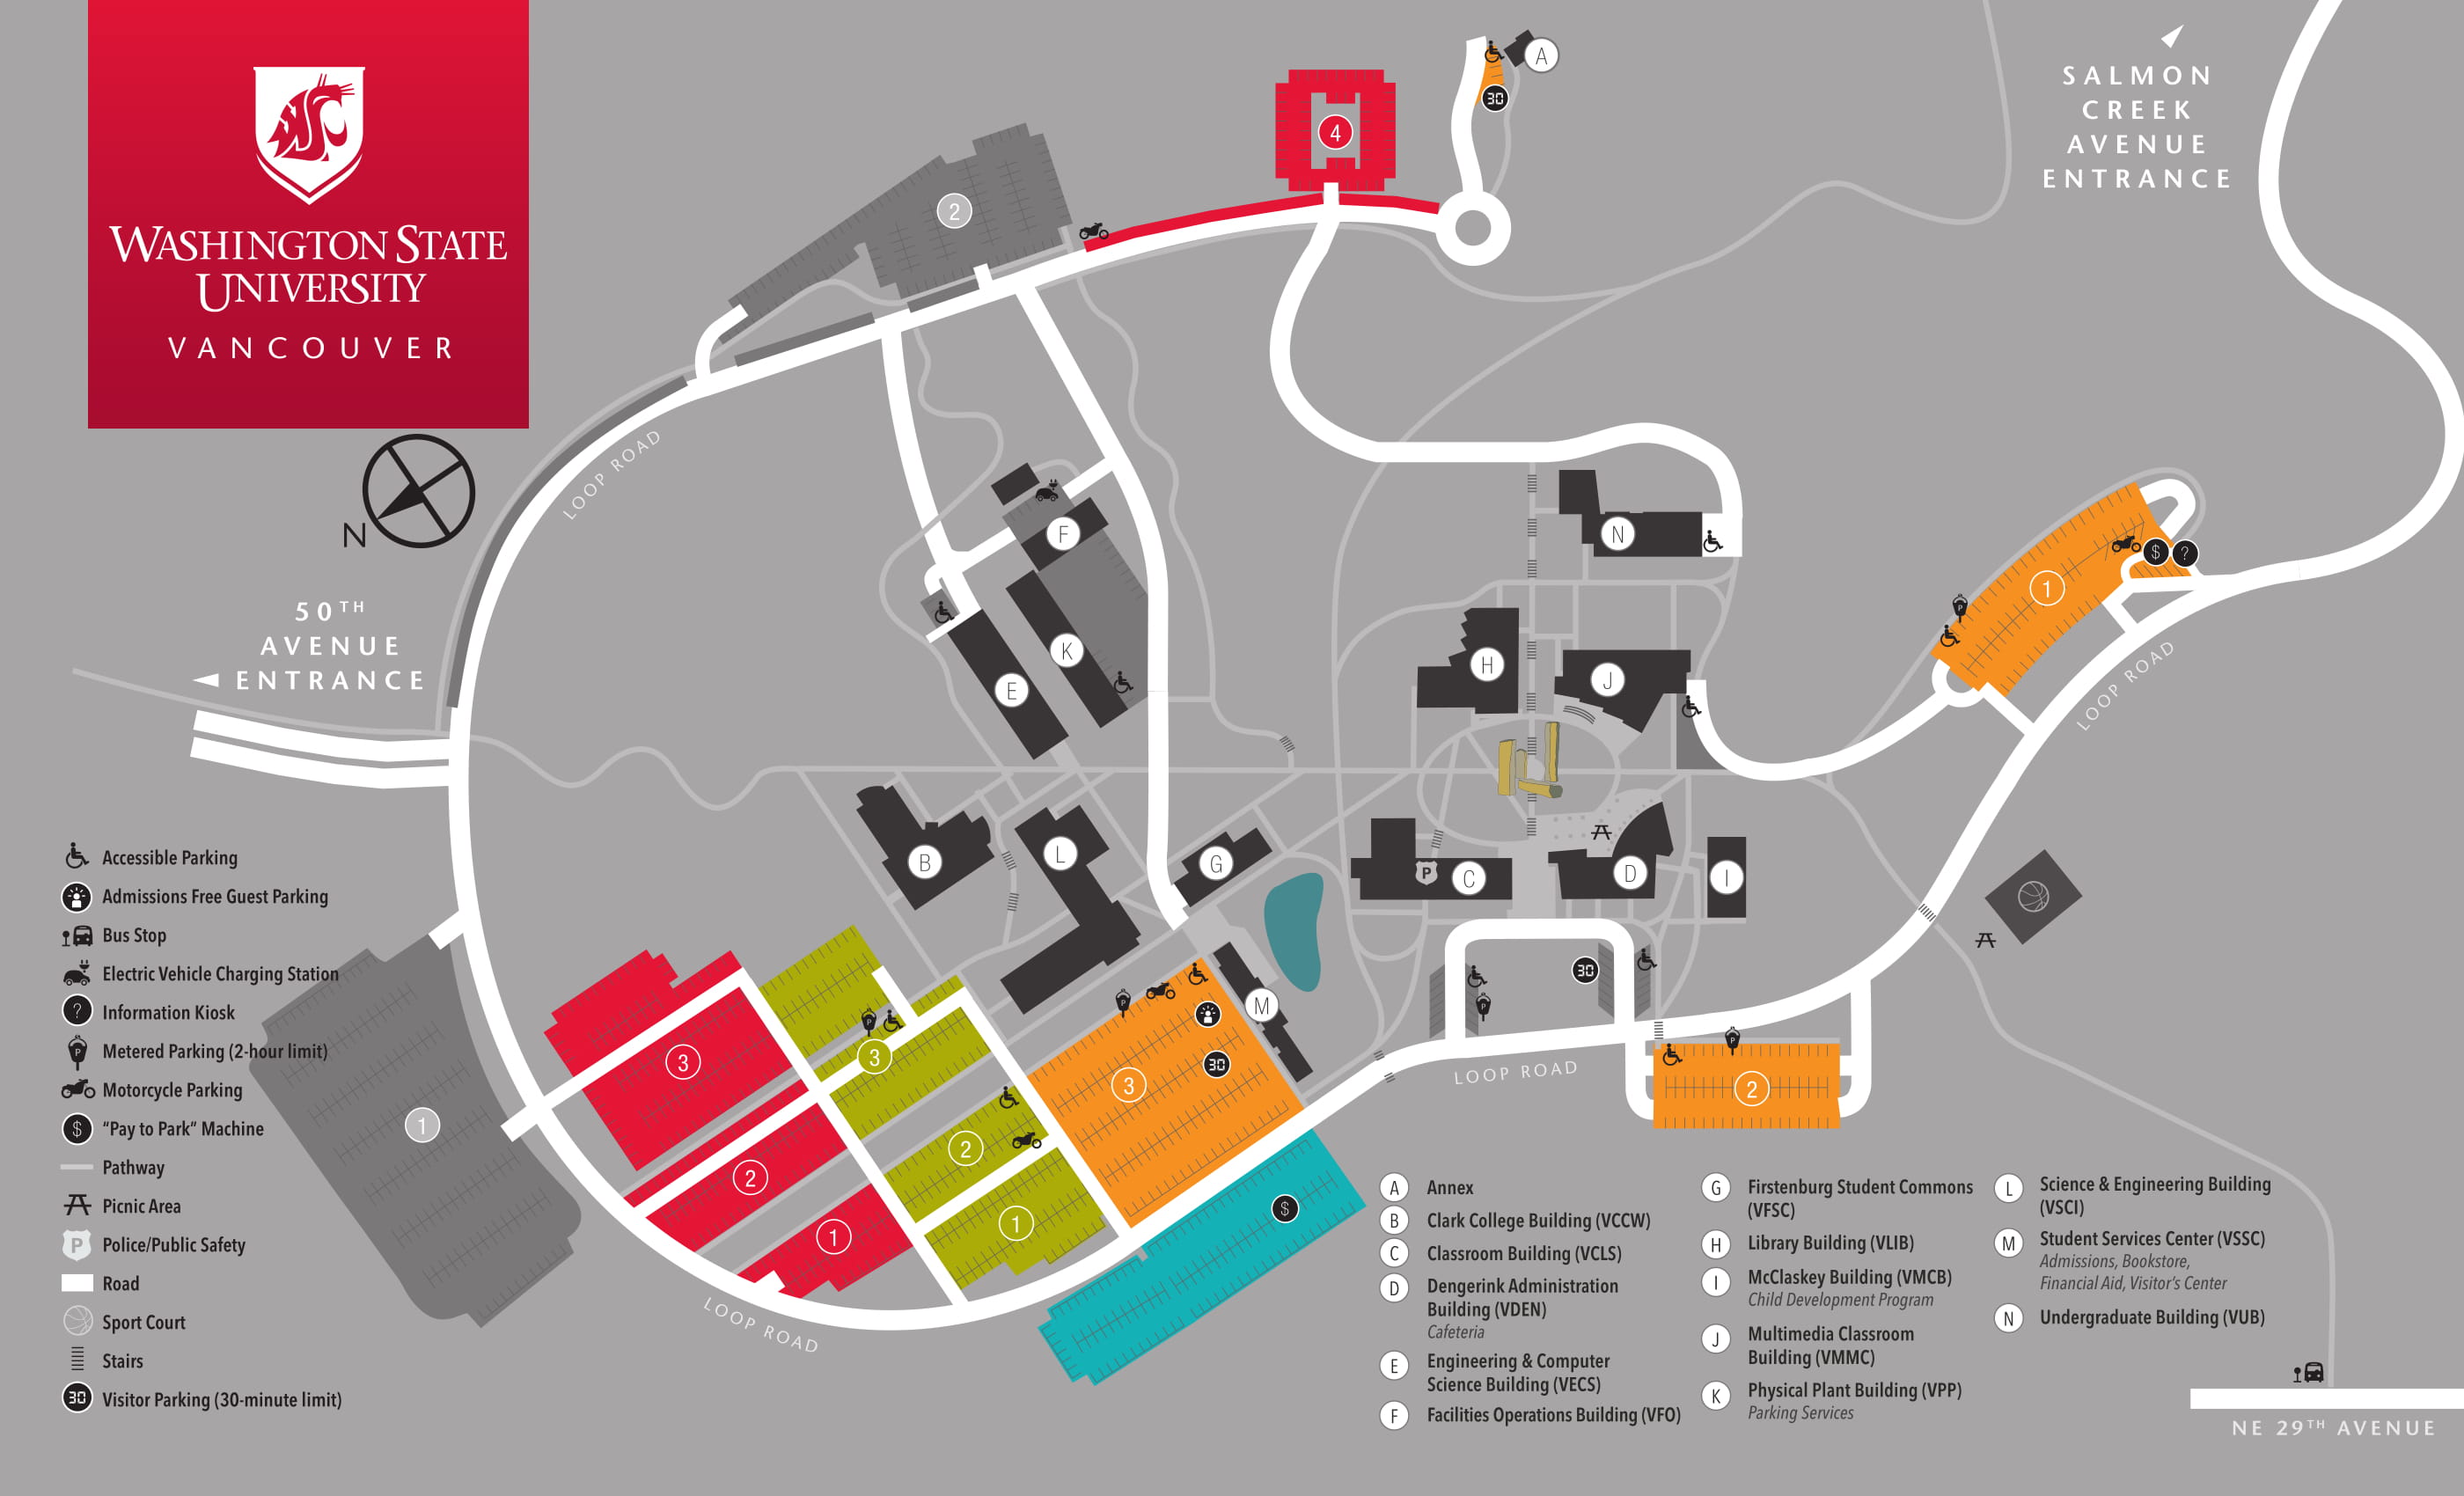 WASHINGTON STATE
UNIVERSITY
VANCOUVER
SALMON
CREEK
AVENUE
ENTRANCE
A
30
4
2
LOOP ROAD
N
50TH
AVENUE
ENTRANCE
F
K
E
N
H
J
1
$
?
P
LOOP ROAD
B
L
G
P
C
D
I
M
30
P
P
P
P
3
3
3
30
2
2
1
2
1
1
$
LOOP ROAD
LOOP ROAD
Accessible Parking
Admissions Free Guest Parking
Bus Stop
Electric Vehicle Charging Station
? Information Kiosk
P Metered Parking (2-hour limit)
Motorcycle Parking
$ "Pay to Park" Machine
Pathway
Picnic Area
P Police/Public Safety
Road
Sport Court
Stairs
30 Visitor Parking (30-minute limit)
A Annex
B Clark College Building (VCCW)
C Classroom Building (VCLS)
D Dengerink Administration
Building (VDEN)
Cafeteria
E Engineering & Computer
Science Building (VECS)
F Facilities Operations Building (VFO)
G Firstenburg Student Commons
(VFSC)
H Library Building (VLIB)
I McClaskey Building (VMCB)
Child Development Program
J Multimedia Classroom
Building (VMMC)
K Physical Plant Building (VPP)
Parking Services
L Science & Engineering Building
(VSCI)
M Student Services Center (VSSC)
Admissions, Bookstore,
Financial Aid, Visitor's Center
N Undergraduate Building (VUB)
NE 29TH AVENUE